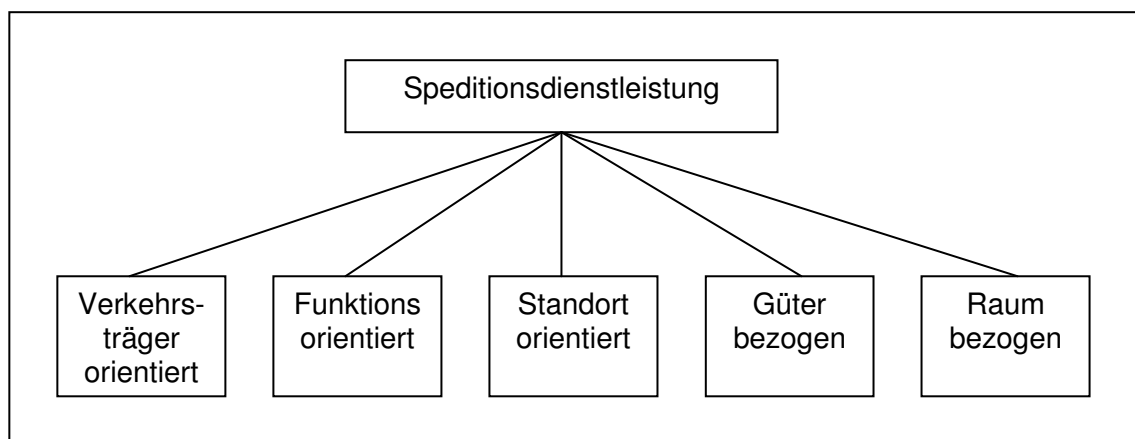 Speditionsdienstleistung
Verkehrs-
träger
orientiert
Funktions
orientiert
Standort
orientiert
Güter
bezogen
Raum
bezogen